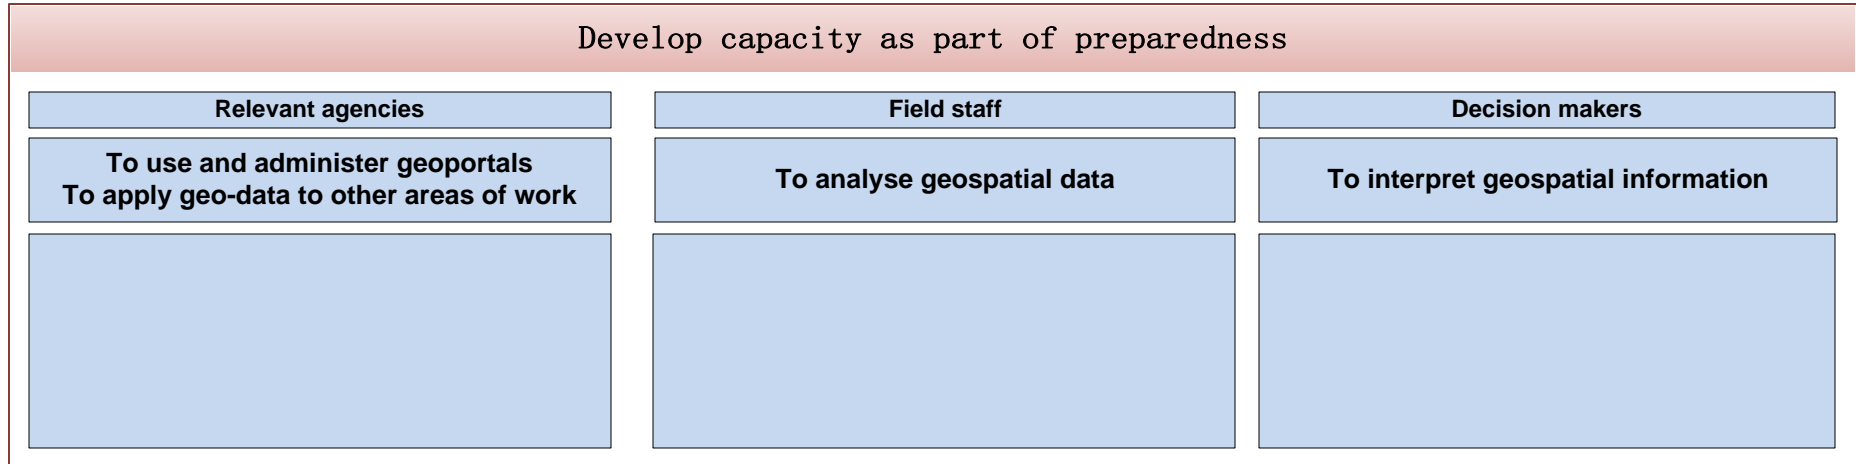 Develop capacity as part of preparedness
Relevant agencies
To use and administer geoportals
To apply geo-data to other areas of work
Field staff
To analyse geospatial data
Decision makers
To interpret geospatial information